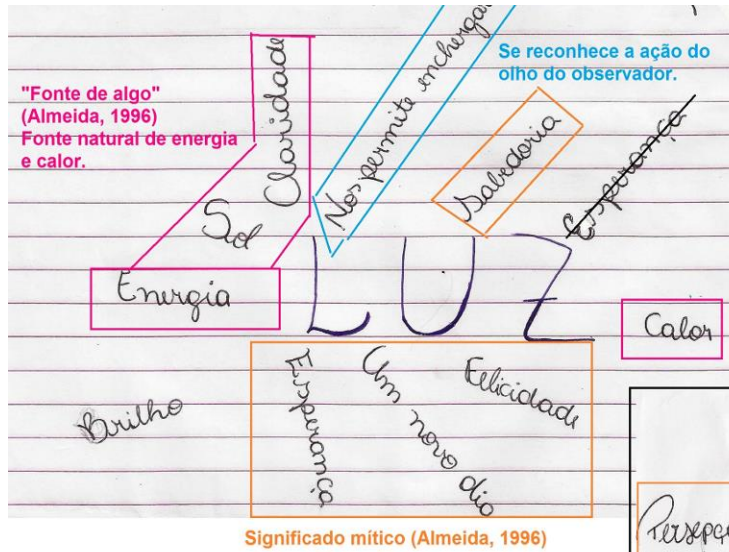 "Fonte de algo"
(Almeida, 1996)
Fonte natural de energia
e calor.
Claridade
Nos permite enchergar
Se reconhece a ação do
olho do observador.
Sabedoria
Esperança
Sol
Energia
LUZ
Calor
Brilho
Esperança
Um novo dia
Felicidade
Significado mítico (Almeida, 1996)